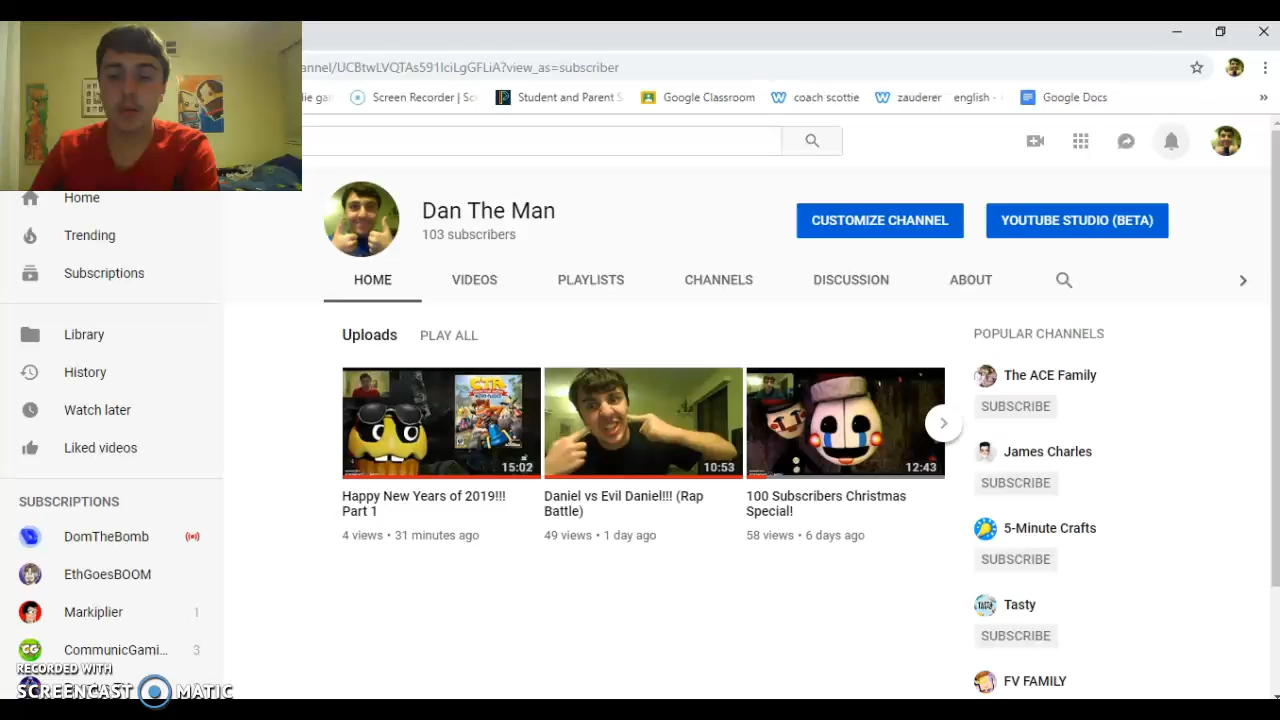 annel/UCBtwLVQTAs591IciLgGFLiA?view_as=subscriber
Screen Recorder | Sc
Student and Parent S
Google Classroom
coach scottie
zauderer
english -
Google Docs
»
Dan The Man
103 subscribers
CUSTOMIZE CHANNEL
YOUTUBE STUDIO (BETA)
HOME
VIDEOS
PLAYLISTS
CHANNELS
DISCUSSION
ABOUT
Home
Trending
Subscriptions
Library
History
Watch later
Liked videos
SUBSCRIPTIONS
DomTheBomb
EthGoesBOOM
Markiplier 1
CommunicGami... 3
Uploads PLAY ALL
CTR
15:02
Happy New Years of 2019!!!
Part 1
4 views • 31 minutes ago
10:53
Daniel vs Evil Daniel!!! (Rap
Battle)
49 views • 1 day ago
12:43
100 Subscribers Christmas
Special!
58 views • 6 days ago
POPULAR CHANNELS
The ACE Family
SUBSCRIBE
James Charles
SUBSCRIBE
5-Minute Crafts
SUBSCRIBE
Tasty
SUBSCRIBE
FV FAMILY
RECORDED WITH
SCREENCAST MATIC